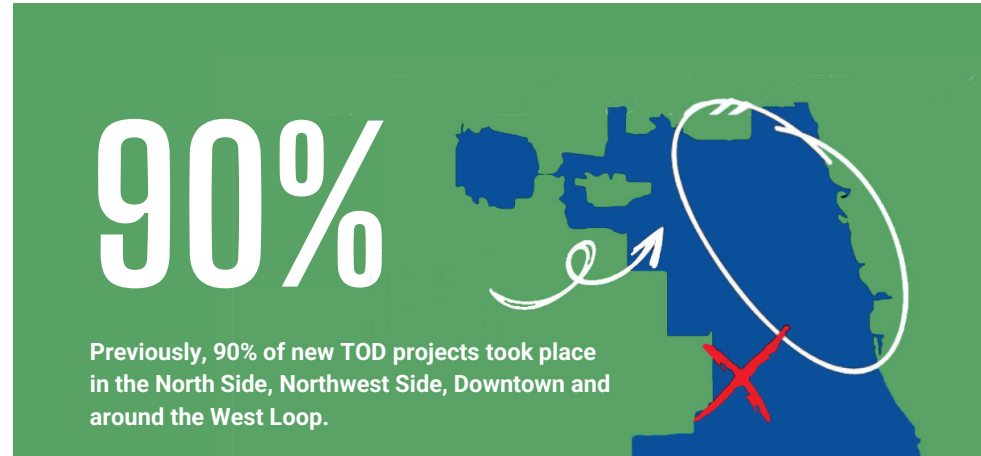 90%
Previously, 90% of new TOD projects took place
in the North Side, Northwest Side, Downtown and
around the West Loop.